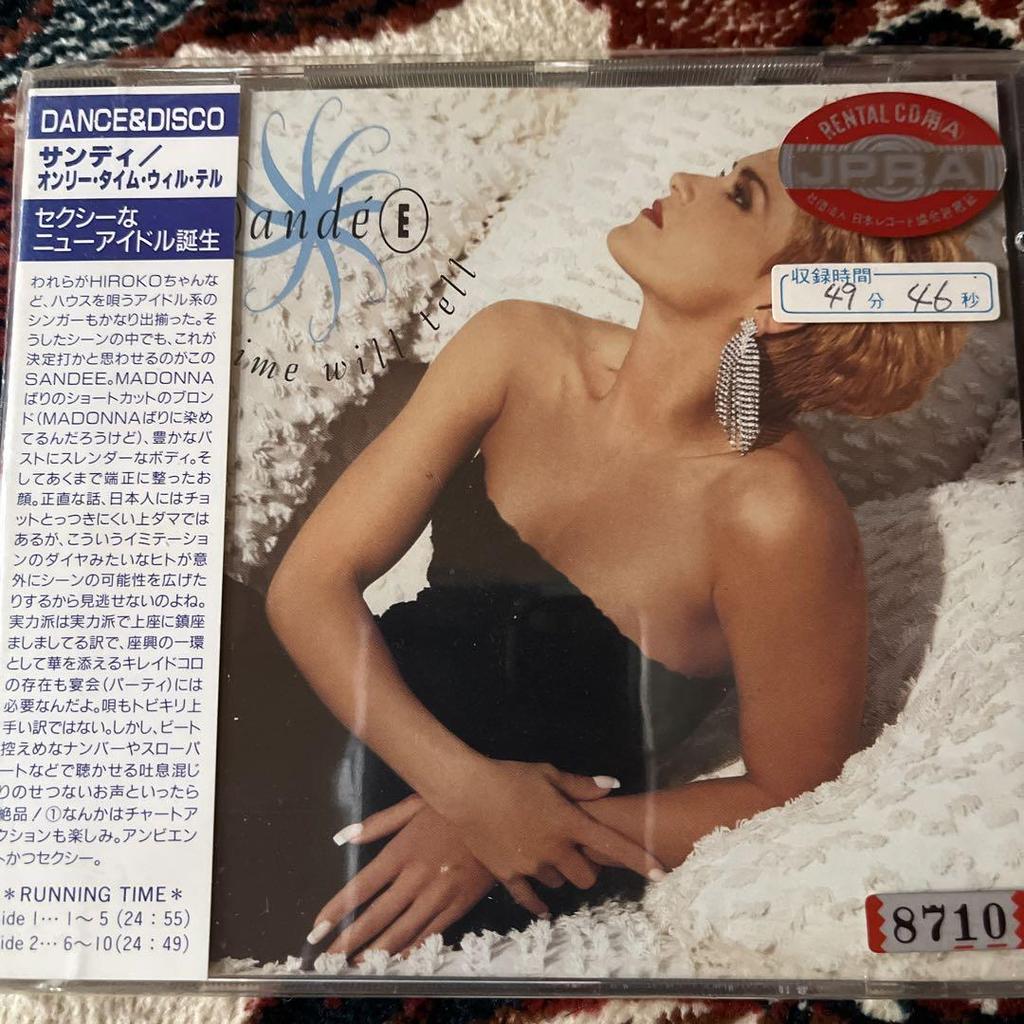 DANCE&DISCO
サンディ/
オンリー・タイム・ウィル・テル
セクシーな
ニューアイドル誕生
われらがHIROKOちゃんな
ど、ハウスを唄うアイドル系の
シンガーもかなり出揃った。そ
うしたシーンの中でも、これが
決定打かと思わせるのがこの
SANDEE。MADONNA
ばりのショートカットのブロン
ド(MADONNAばりに染め
てるんだろうけど)、豊かなバ
ストにスレンダーなボディ。そ
してあくまで端正に整ったお
顔。正直な話、日本人にはチョ
ットとっつきにくい上ダマでは
あるが、こういうイミテーショ
ンのダイヤみたいなヒトが意
外にシーンの可能性を広げた
りするから見逃せないのよね。
実力派は実力派で上座に鎮座
ましましてる訳で、座興の一環
として華を添えるキレイドコロ
の存在も宴会(パーティ)には
必要なんだよ。唄もトビキリ上
手い訳ではない。しかし、ビート
控えめなナンバーやスローバ
ートなどで聴かせる吐息混じ
りのせつないお声といったら
絶品!①なんかはチャートア
クションも楽しみ。アンビエン
トかつセクシー。
*RUNNING TIME*
ide 1… 1~ 5 (24:55)
ide 2… 6~10(24:49)
andé E
ime will tell
RENTAL CD用(A)
JPRA
社団法人 日本レコード協会
収録時間
49分 46秒
8710